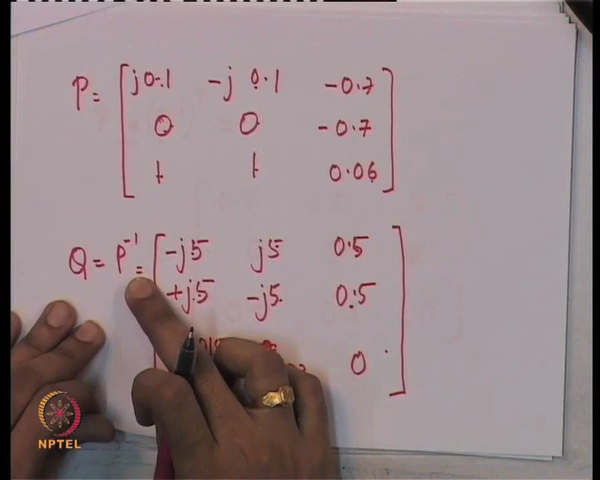 P = [ j0.1 -j 0.1 -0.7
0 0 -0.7
1 1 0.06 ]
Q = P⁻¹ = [ -j5 j5 0.5
+j5 -j5 0.5
0 ]
NPTEL